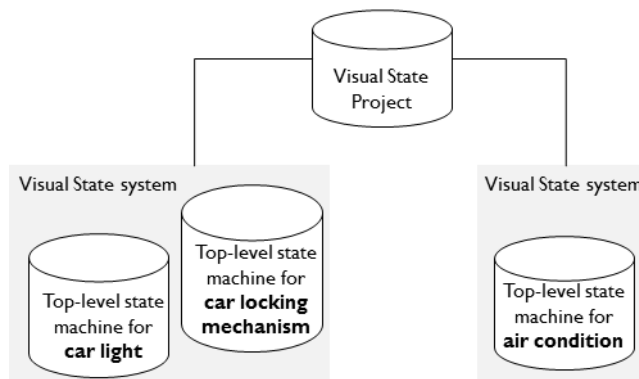 Visual State
Project
Visual State system
Top-level state
machine for
car light
Top-level state
machine for
car locking
mechanism
Visual State system
Top-level state
machine for
air condition